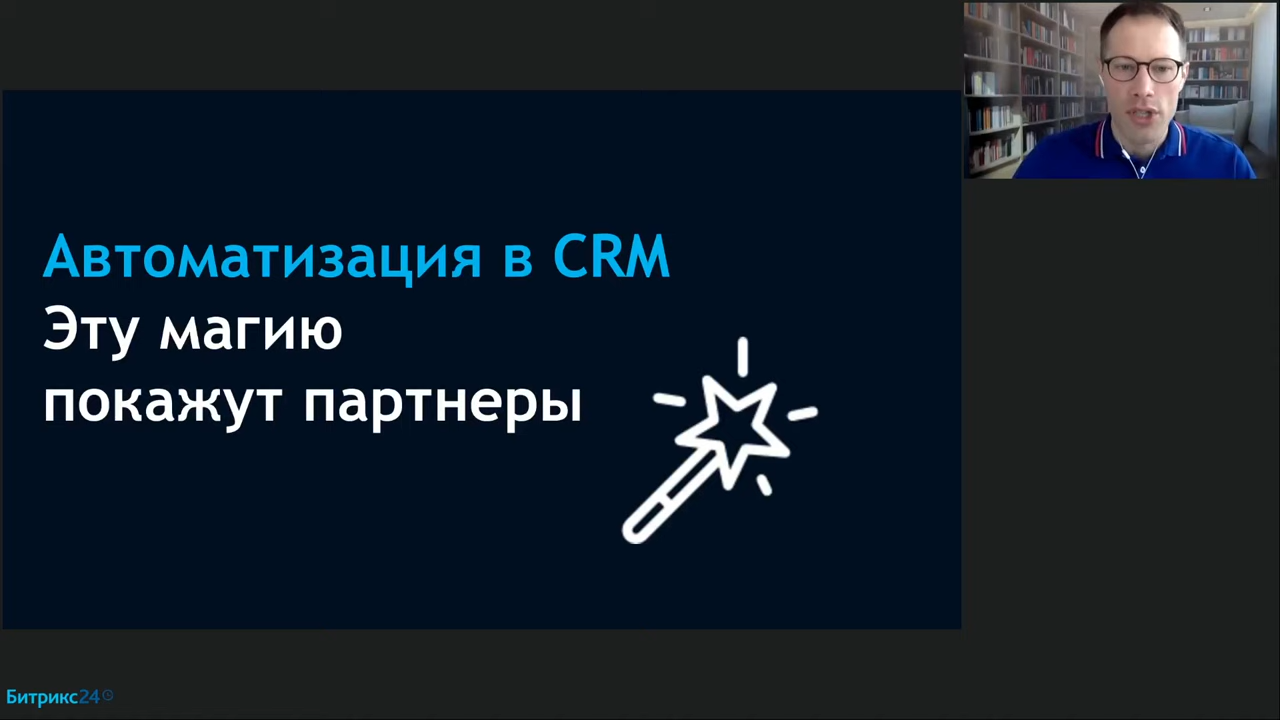 Автоматизация в CRM
Эту магию
покажут партнеры
Битрикс24